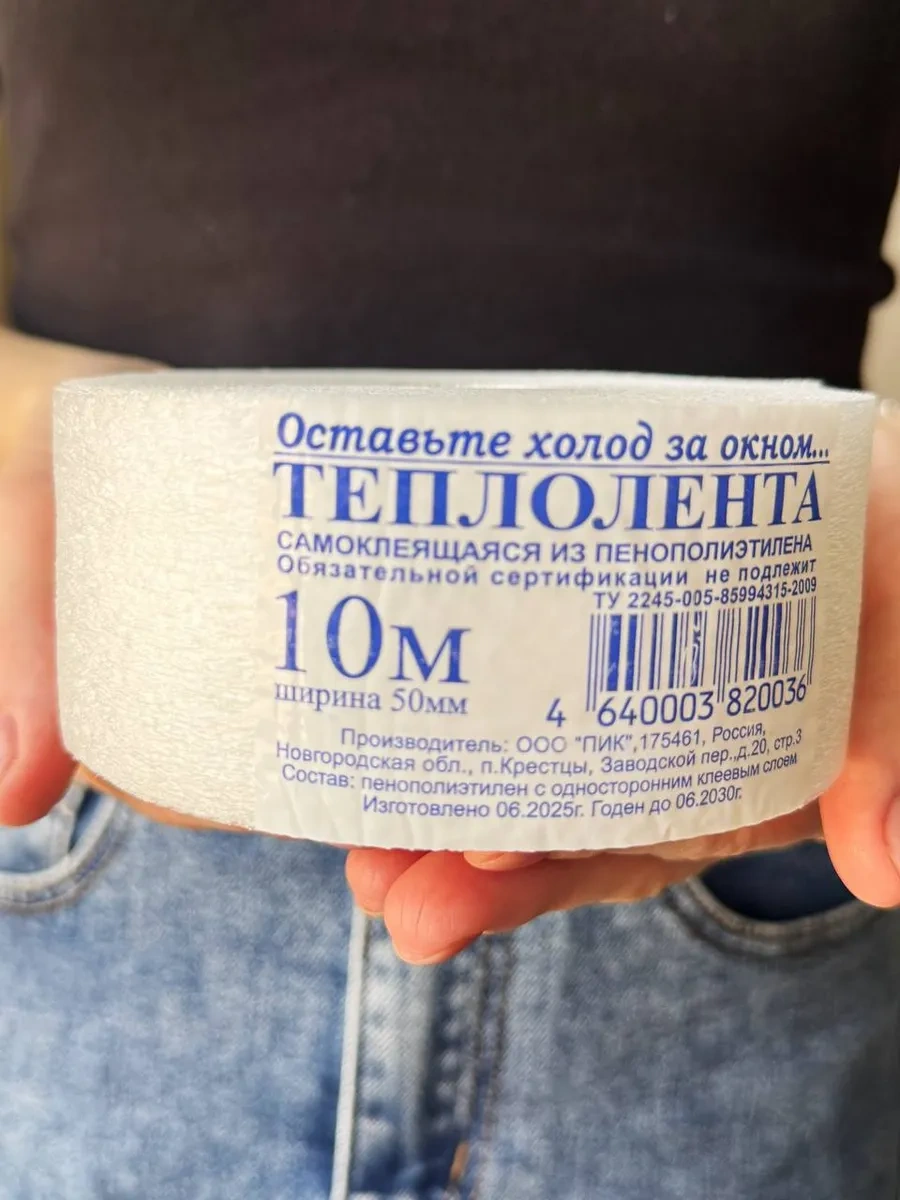 Оставьте холод за окном...
ТЕПЛОЛЕНТА
САМОКЛЕЯЩАЯСЯ ИЗ ПЕНОПОЛИЭТИЛЕНА
Обязательной сертификации не подлежит
ТУ 2245-005-85994315-2009
10м
ширина 50мм
4 640003 820036
Производитель: ООО "ПИК",175461, Россия,
Новгородская обл., п.Крестцы, Заводской пер.,д.20, стр.3
Состав: пенополиэтилен с односторонним клеевым слоем
Изготовлено 06.2025г. Годен до 06.2030г.